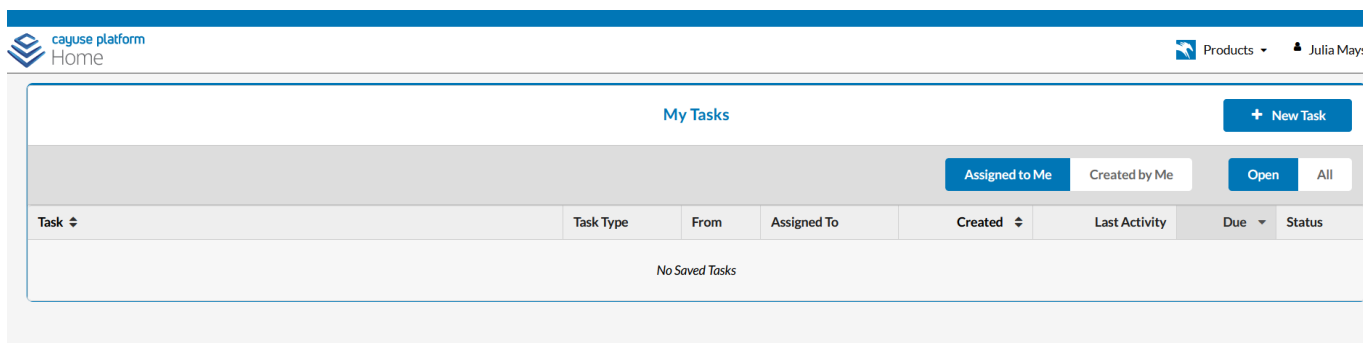 cayuse platform
Home
Products
Julia Mays
My Tasks
+ New Task
Assigned to Me Created by Me Open All
Task Task Type From Assigned To Created Last Activity Due Status
No Saved Tasks